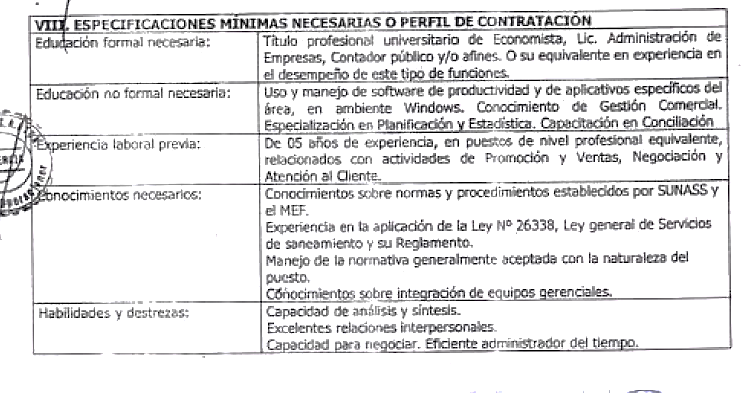 VIII. ESPECIFICACIONES MÍNIMAS NECESARIAS O PERFIL DE CONTRATACIÓN
Educación formal necesaria:
Título profesional universitario de Economista, Lic. Administración de
Empresas, Contador público y/o afines. O su equivalente en experiencia en
el desempeño de este tipo de funciones.
Educación no formal necesaria:
Uso y manejo de software de productividad y de aplicativos específicos del
área, en ambiente Windows. Conocimiento de Gestión Comercial.
Especialización en Planificación y Estadística. Capacitación en Conciliación
Experiencia laboral previa:
De 05 años de experiencia, en puestos de nivel profesional equivalente,
relacionados con actividades de Promoción y Ventas, Negociación y
Atención al Cliente.
Conocimientos necesarios:
Conocimientos sobre normas y procedimientos establecidos por SUNASS y
el MEF.
Experiencia en la aplicación de la Ley Nº 26338, Ley general de Servicios
de saneamiento y su Reglamento.
Manejo de la normativa generalmente aceptada con la naturaleza del
puesto.
Cónocimientos sobre integración de equipos gerenciales.
Habilidades y destrezas:
Capacidad de análisis y síntesis.
Excelentes relaciones interpersonales.
Capacidad para negociar. Eficiente administrador del tiempo.